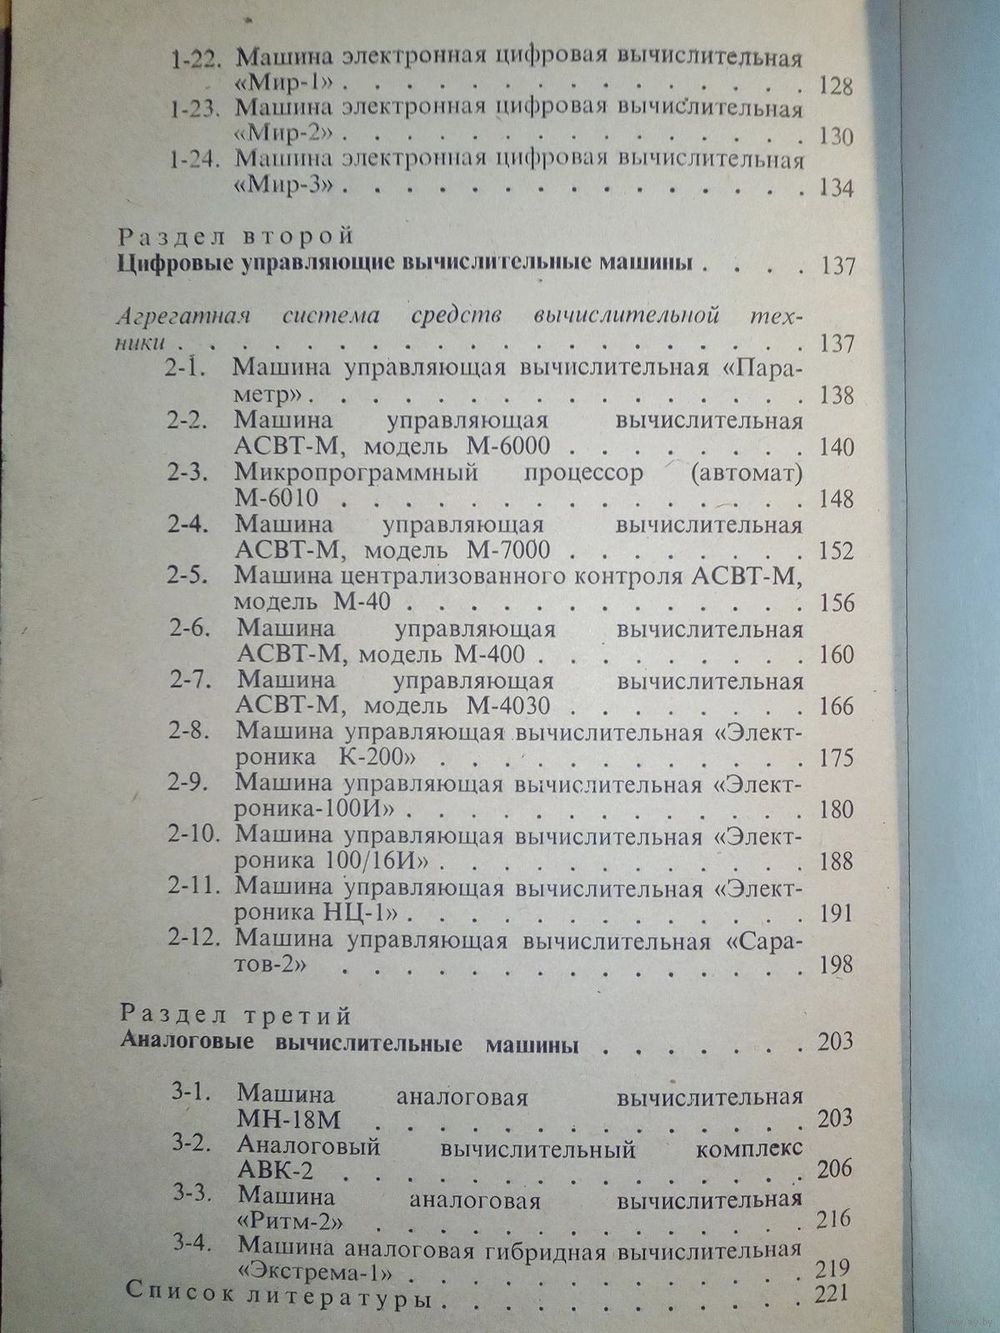 1-22. Машина электронная цифровая вычислительная
«Мир-1» . . . . . . . . . . . . . . . 128
1-23. Машина электронная цифровая вычислительная
«Мир-2» . . . . . . . . . . . . . . . 130
1-24. Машина электронная цифровая вычислительная
«Мир-3» . . . . . . . . . . . . . . . 134
Раздел второй
Цифровые управляющие вычислительные машины . . . . 137
Агрегатная система средств вычислительной тех-
ники . . . . . . . . . . . . . . . . . . . . 137
2-1. Машина управляющая вычислительная «Пара-
метр» . . . . . . . . . . . . . . . . 138
2-2. Машина управляющая вычислительная
АСВТ-М, модель М-6000 . . . . . . . . 140
2-3. Микропрограммный процессор (автомат)
М-6010 . . . . . . . . . . . . . . . 148
2-4. Машина управляющая вычислительная
АСВТ-М, модель М-7000 . . . . . . . . 152
2-5. Машина централизованного контроля АСВТ-М,
модель М-40 . . . . . . . . . . . . . 156
2-6. Машина управляющая вычислительная
АСВТ-М, модель М-400 . . . . . . . . . 160
2-7. Машина управляющая вычислительная
АСВТ-М, модель М-4030 . . . . . . . . 166
2-8. Машина управляющая вычислительная «Элект-
роника К-200» . . . . . . . . . . . . 175
2-9. Машина управляющая вычислительная «Элект-
роника-100И» . . . . . . . . . . . . . 180
2-10. Машина управляющая вычислительная «Элект-
роника 100/16И» . . . . . . . . . . . . 188
2-11. Машина управляющая вычислительная «Элект-
роника НЦ-1» . . . . . . . . . . . . . 191
2-12. Машина управляющая вычислительная «Сара-
тов-2» . . . . . . . . . . . . . . . 198
Раздел третий
Аналоговые вычислительные машины . . . . . . . 203
3-1. Машина аналоговая вычислительная
МН-18М . . . . . . . . . . . . . . 203
3-2. Аналоговый вычислительный комплекс
АВК-2 . . . . . . . . . . . . . . . 206
3-3. Машина аналоговая вычислительная
«Ритм-2» . . . . . . . . . . . . . . 216
3-4. Машина аналоговая гибридная вычислительная
«Экстрема-1» . . . . . . . . . . . . . 219
Список литературы . . . . . . . . . . . . 221
www.ay.by